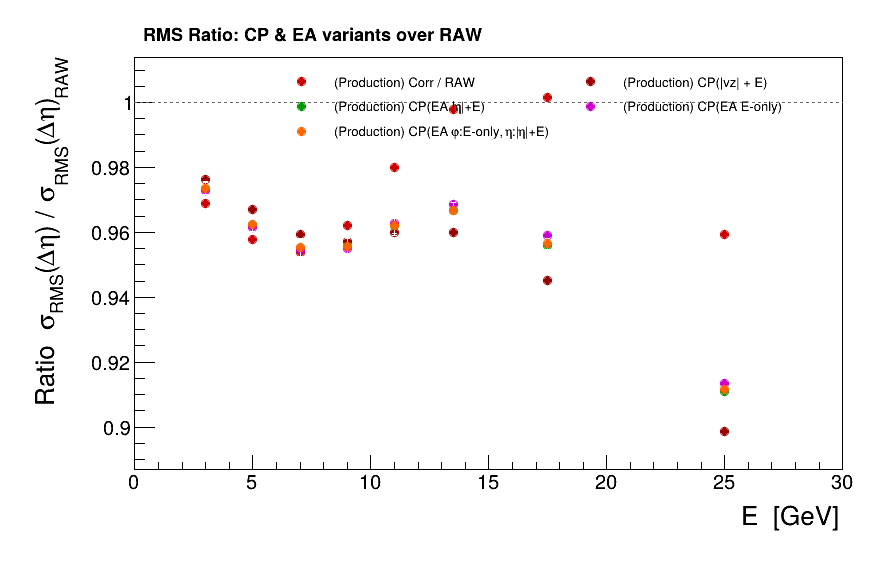 RMS Ratio: CP & EA variants over RAW
(Production) Corr / RAW
(Production) CP(|vz| + E)
(Production) CP(EA |η|+E)
(Production) CP(EA E-only)
(Production) CP(EA φ:E-only, η:|η|+E)
Ratio σRMS(Δη) / σRMS(Δη)RAW
1
0.98
0.96
0.94
0.92
0.9
0 5 10 15 20 25 30
E [GeV]